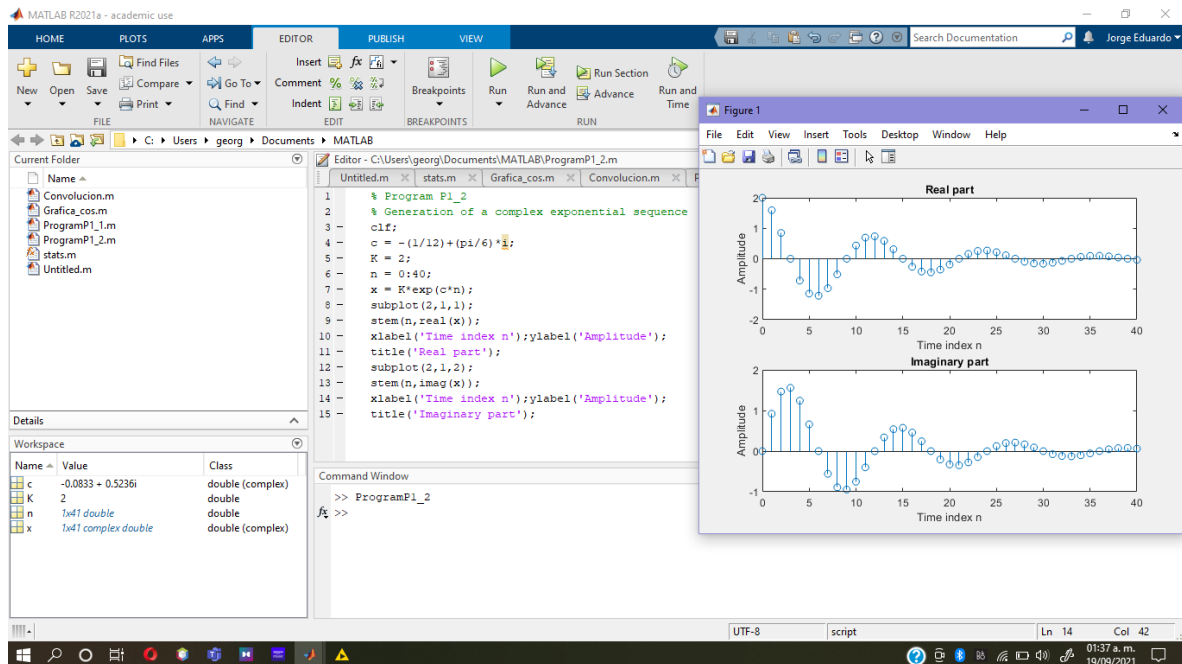 MATLAB R2021a - academic use
HOME PLOTS APPS EDITOR PUBLISH VIEW Search Documentation Jorge Eduardo
New Open Save Find Files Compare Print Go To Find Insert Comment Indent Breakpoints Run Run and Advance Run Section Advance Run and Time
FILE NAVIGATE EDIT BREAKPOINTS RUN
C: Users georg Documents MATLAB
Current Folder
Name
Convolucion.m
Grafica_cos.m
ProgramP1_1.m
ProgramP1_2.m
stats.m
Untitled.m
Details
Workspace
Name Value Class
c -0.0833 + 0.5236i double (complex)
K 2 double
n 1x41 double double
x 1x41 complex double double (complex)
Editor - C:\Users\georg\Documents\MATLAB\ProgramP1_2.m
Untitled.m stats.m Grafica_cos.m Convolucion.m P
1 % Program P1_2
2 % Generation of a complex exponential sequence
3 - clf;
4 - c = -(1/12)+(pi/6)*i;
5 - K = 2;
6 - n = 0:40;
7 - x = K*exp(c*n);
8 - subplot(2,1,1);
9 - stem(n,real(x));
10 - xlabel('Time index n');ylabel('Amplitude');
11 - title('Real part');
12 - subplot(2,1,2);
13 - stem(n,imag(x));
14 - xlabel('Time index n');ylabel('Amplitude');
15 - title('Imaginary part');
Command Window
>> ProgramP1_2
fx >>
Figure 1
File Edit View Insert Tools Desktop Window Help
Real part
Amplitude
2
1
0
-1
-2
0 5 10 15 20 25 30 35 40
Time index n
Imaginary part
Amplitude
2
1
0
-1
0 5 10 15 20 25 30 35 40
Time index n
UTF-8 script Ln 14 Col 42
01:37 a. m.
19/09/2021